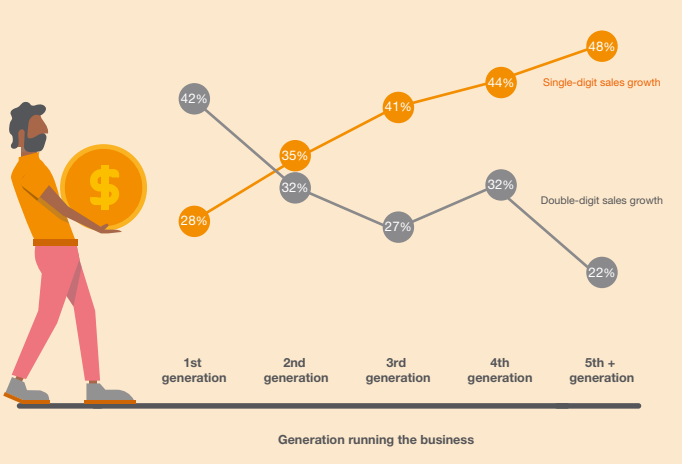 48%
Single-digit sales growth
44%
42%
41%
$
35%
32%
32%
Double-digit sales growth
28%
27%
22%
1st
generation
2nd
generation
3rd
generation
4th
generation
5th +
generation
Generation running the business